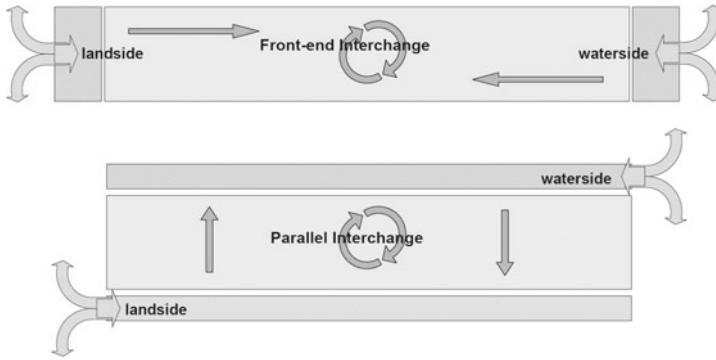 landside
Front-end Interchange
waterside
waterside
Parallel Interchange
landside